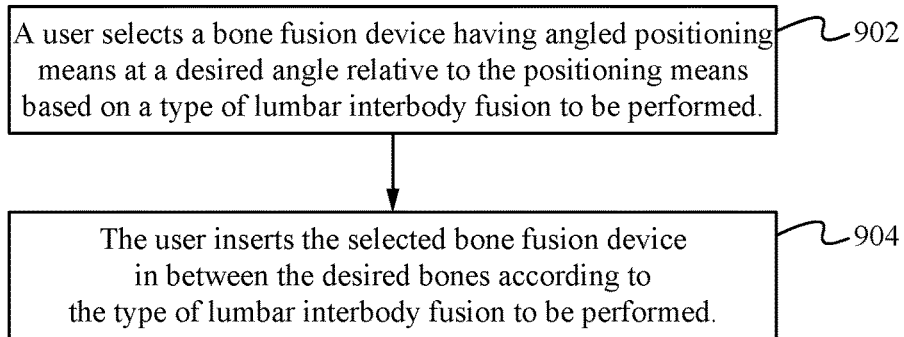 A user selects a bone fusion device having angled positioning
means at a desired angle relative to the positioning means
based on a type of lumbar interbody fusion to be performed.
902
The user inserts the selected bone fusion device
in between the desired bones according to
the type of lumbar interbody fusion to be performed.
904